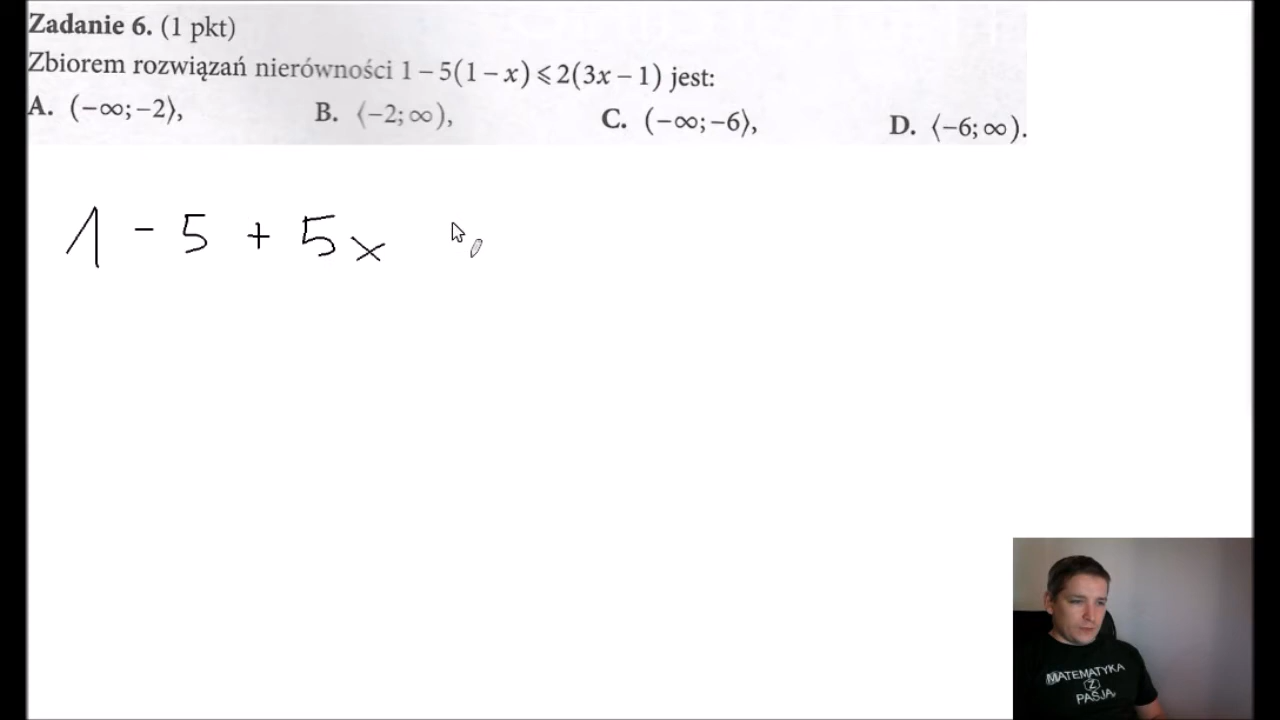 Zadanie 6. (1 pkt)
Zbiorem rozwiązań nierówności 1 – 5(1 – x) ⩽ 2(3x – 1) jest:
A. (–∞; –2⟩, B. ⟨–2; ∞), C. (–∞; –6⟩, D. ⟨–6; ∞).
1 - 5 + 5x
MATEMATYKA
Z
PASJĄ